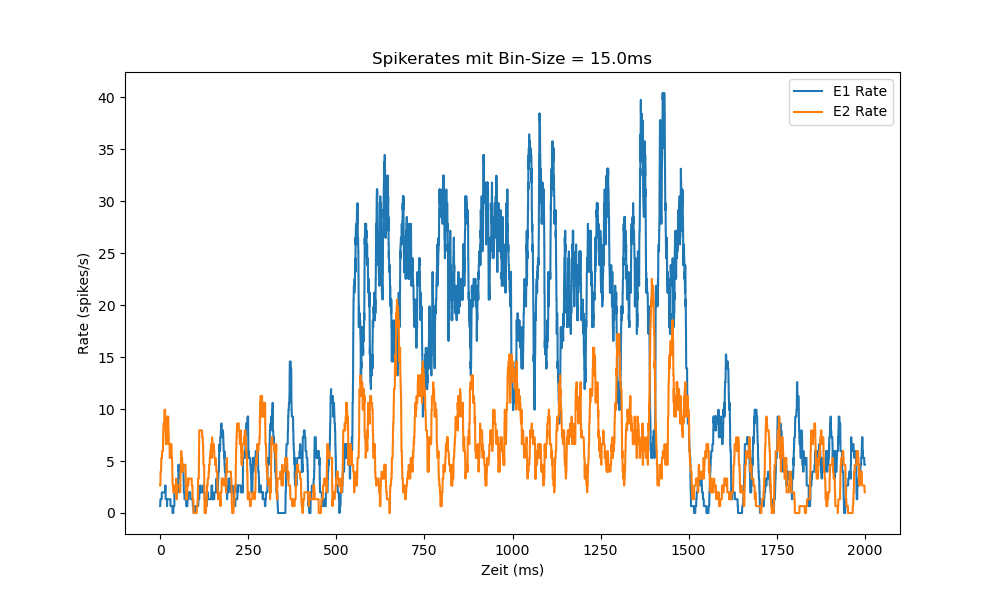 Spikerates mit Bin-Size = 15.0ms
E1 Rate
E2 Rate
40
35
30
25
20
15
10
5
0
Rate (spikes/s)
0 250 500 750 1000 1250 1500 1750 2000
Zeit (ms)